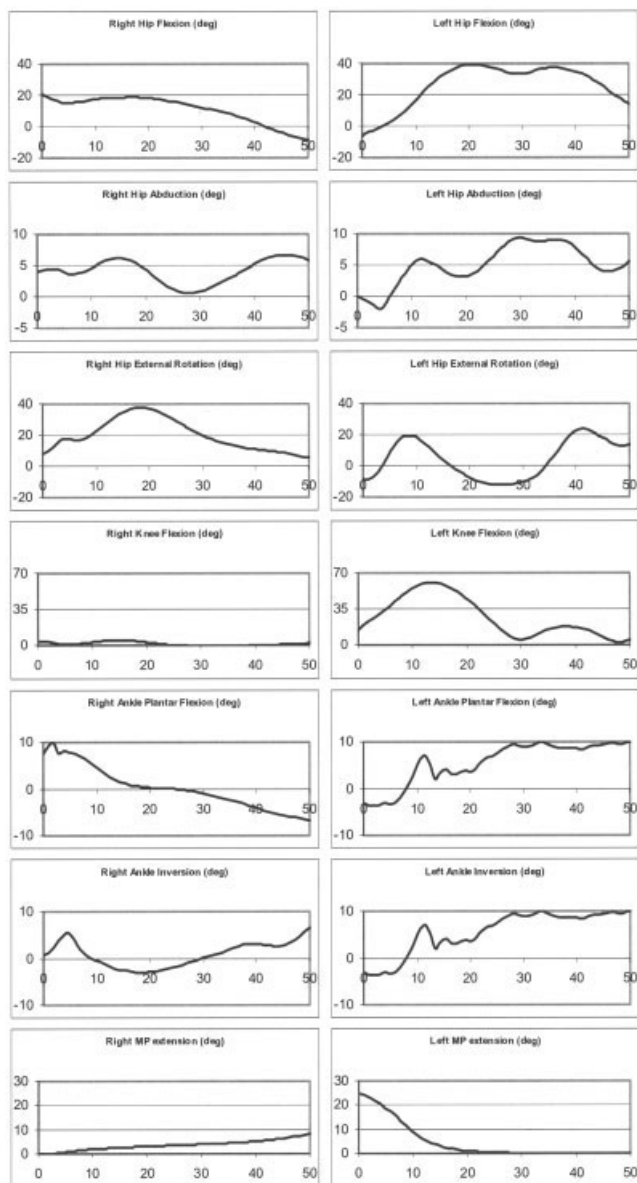 Right Hip Flexion (deg)
40
20
0
-20
0 10 20 30 40 50
Left Hip Flexion (deg)
40
20
0
-20
0 10 20 30 40 50
Right Hip Abduction (deg)
10
5
0
-5
0 10 20 30 40 50
Left Hip Abduction (deg)
10
5
0
-5
0 10 20 30 40 50
Right Hip External Rotation (deg)
40
20
0
-20
0 10 20 30 40 50
Left Hip External Rotation (deg)
40
20
0
-20
0 10 20 30 40 50
Right Knee Flexion (deg)
70
35
0
0 10 20 30 40 50
Left Knee Flexion (deg)
70
35
0
0 10 20 30 40 50
Right Ankle Plantar Flexion (deg)
10
0
-10
0 10 20 30 40 50
Left Ankle Plantar Flexion (deg)
10
0
-10
0 10 20 30 40 50
Right Ankle Inversion (deg)
10
0
-10
0 10 20 30 40 50
Left Ankle Inversion (deg)
10
0
-10
0 10 20 30 40 50
Right MP extension (deg)
30
20
10
0
0 10 20 30 40 50
Left MP extension (deg)
30
20
10
0
0 10 20 30 40 50